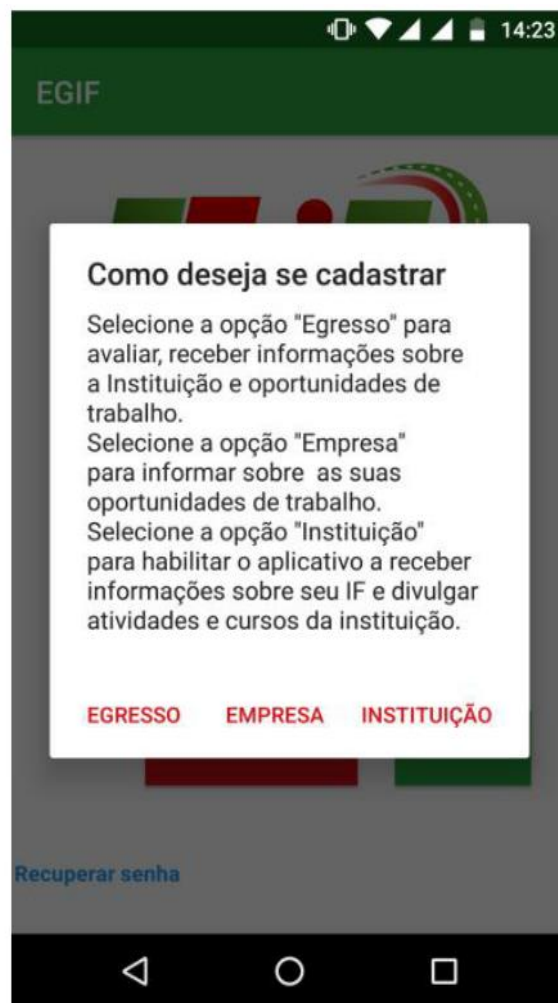 14:23
EGIF
Como deseja se cadastrar
Selecione a opção "Egresso" para
avaliar, receber informações sobre
a Instituição e oportunidades de
trabalho.
Selecione a opção "Empresa"
para informar sobre  as suas
oportunidades de trabalho.
Selecione a opção "Instituição"
para habilitar o aplicativo a receber
informações sobre seu IF e divulgar
atividades e cursos da instituição.
EGRESSO EMPRESA INSTITUIÇÃO
Recuperar senha